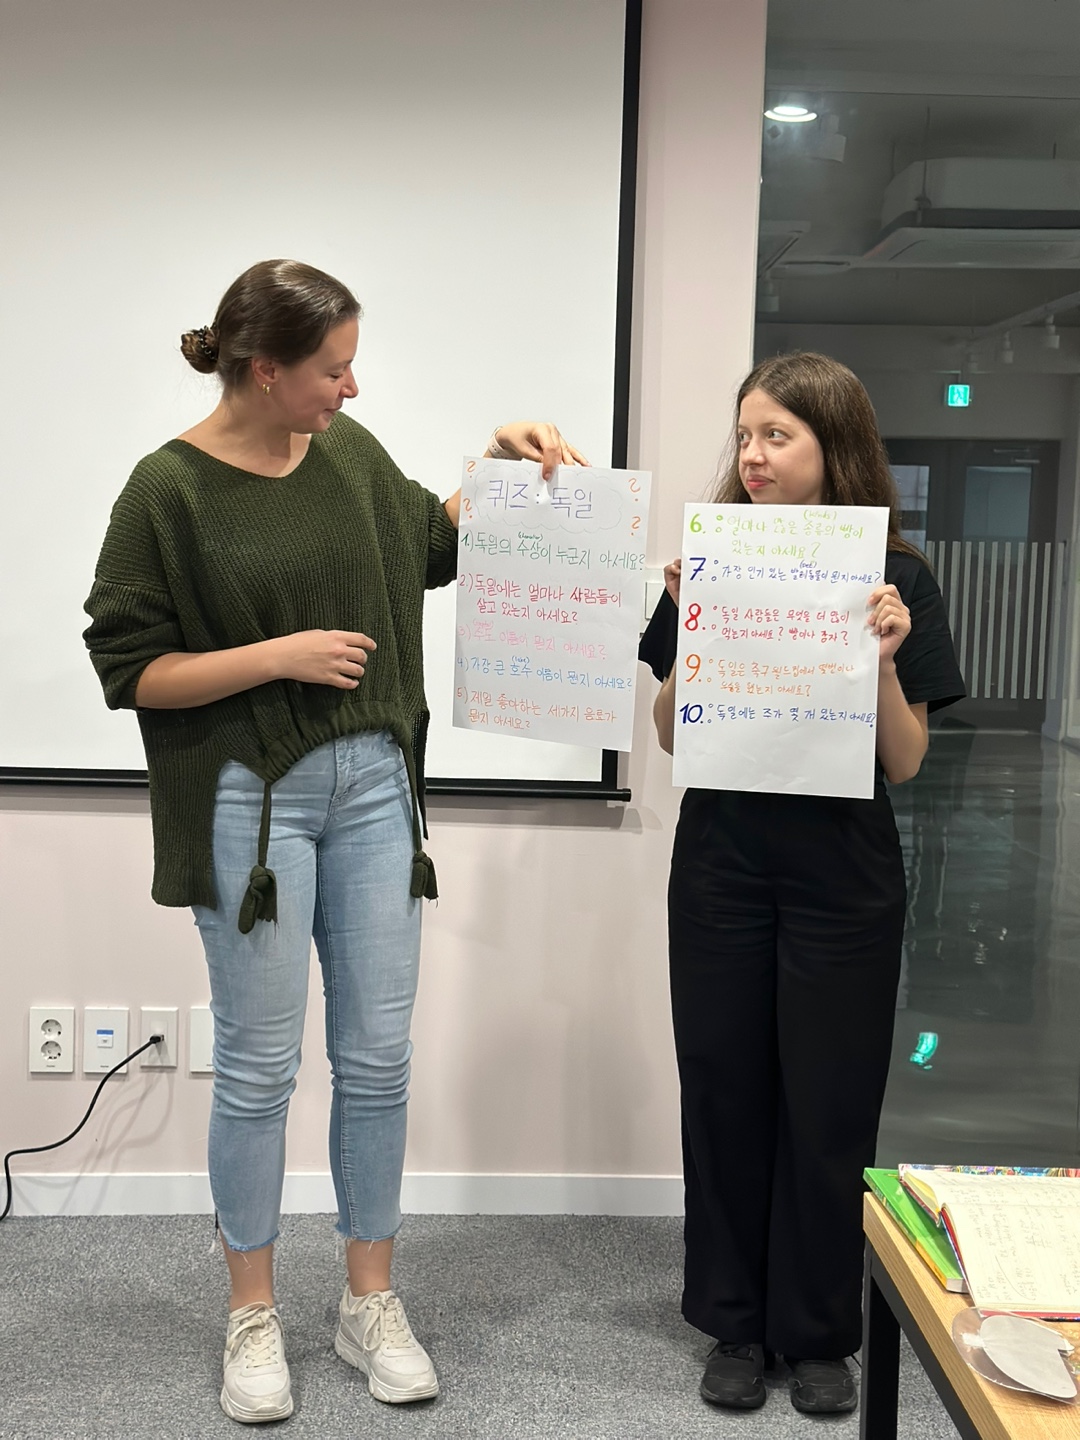 퀴즈: 독일
(chancellor)
1.) 독일의 수상이 누군지 아세요?
2.) 독일에는 얼마나 사람들이
살고 있는지 아세요?
3.) 수도 이름이 뭔지 아세요?
(lake)
4.) 가장 큰 호수 이름이 뭔지 아세요?
5.) 제일 좋아하는 세가지 음료가
뭔지 아세요?
(kinds)
6. 얼마나 많은 종류의 빵이
있는지 아세요?
7. 가장 인기 있는 이 뭔지 아세요?
8. 독일 사람들은 무엇을 더 많이
먹는지 아세요? 빵이나 감자?
9. 독일은 축구 월드컵에서 몇번이나
우승을 했는지 아세요?
10. 독일에는 주가 몇 개 있는지 아세요?